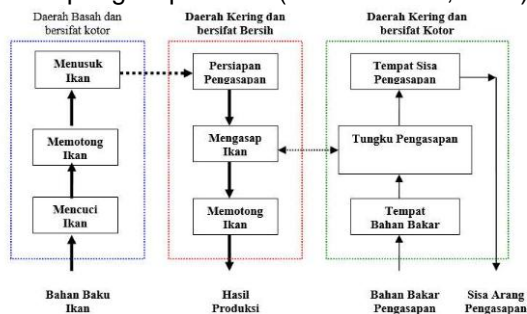 Daerah Basah dan
bersifat kotor
Menusuk
Ikan
Memotong
Ikan
Mencuci
Ikan
Bahan Baku
Ikan
Daerah Kering dan
bersifat Bersih
Persiapan
Pengasapan
Mengasap
Ikan
Memotong
Ikan
Hasil
Produksi
Daerah Kering dan
bersifat Kotor
Tempat Sisa
Pengasapan
Tungku Pengasapan
Tempat
Bahan Bakar
Bahan Bakar
Pengasapan
Sisa Arang
Pengasapan